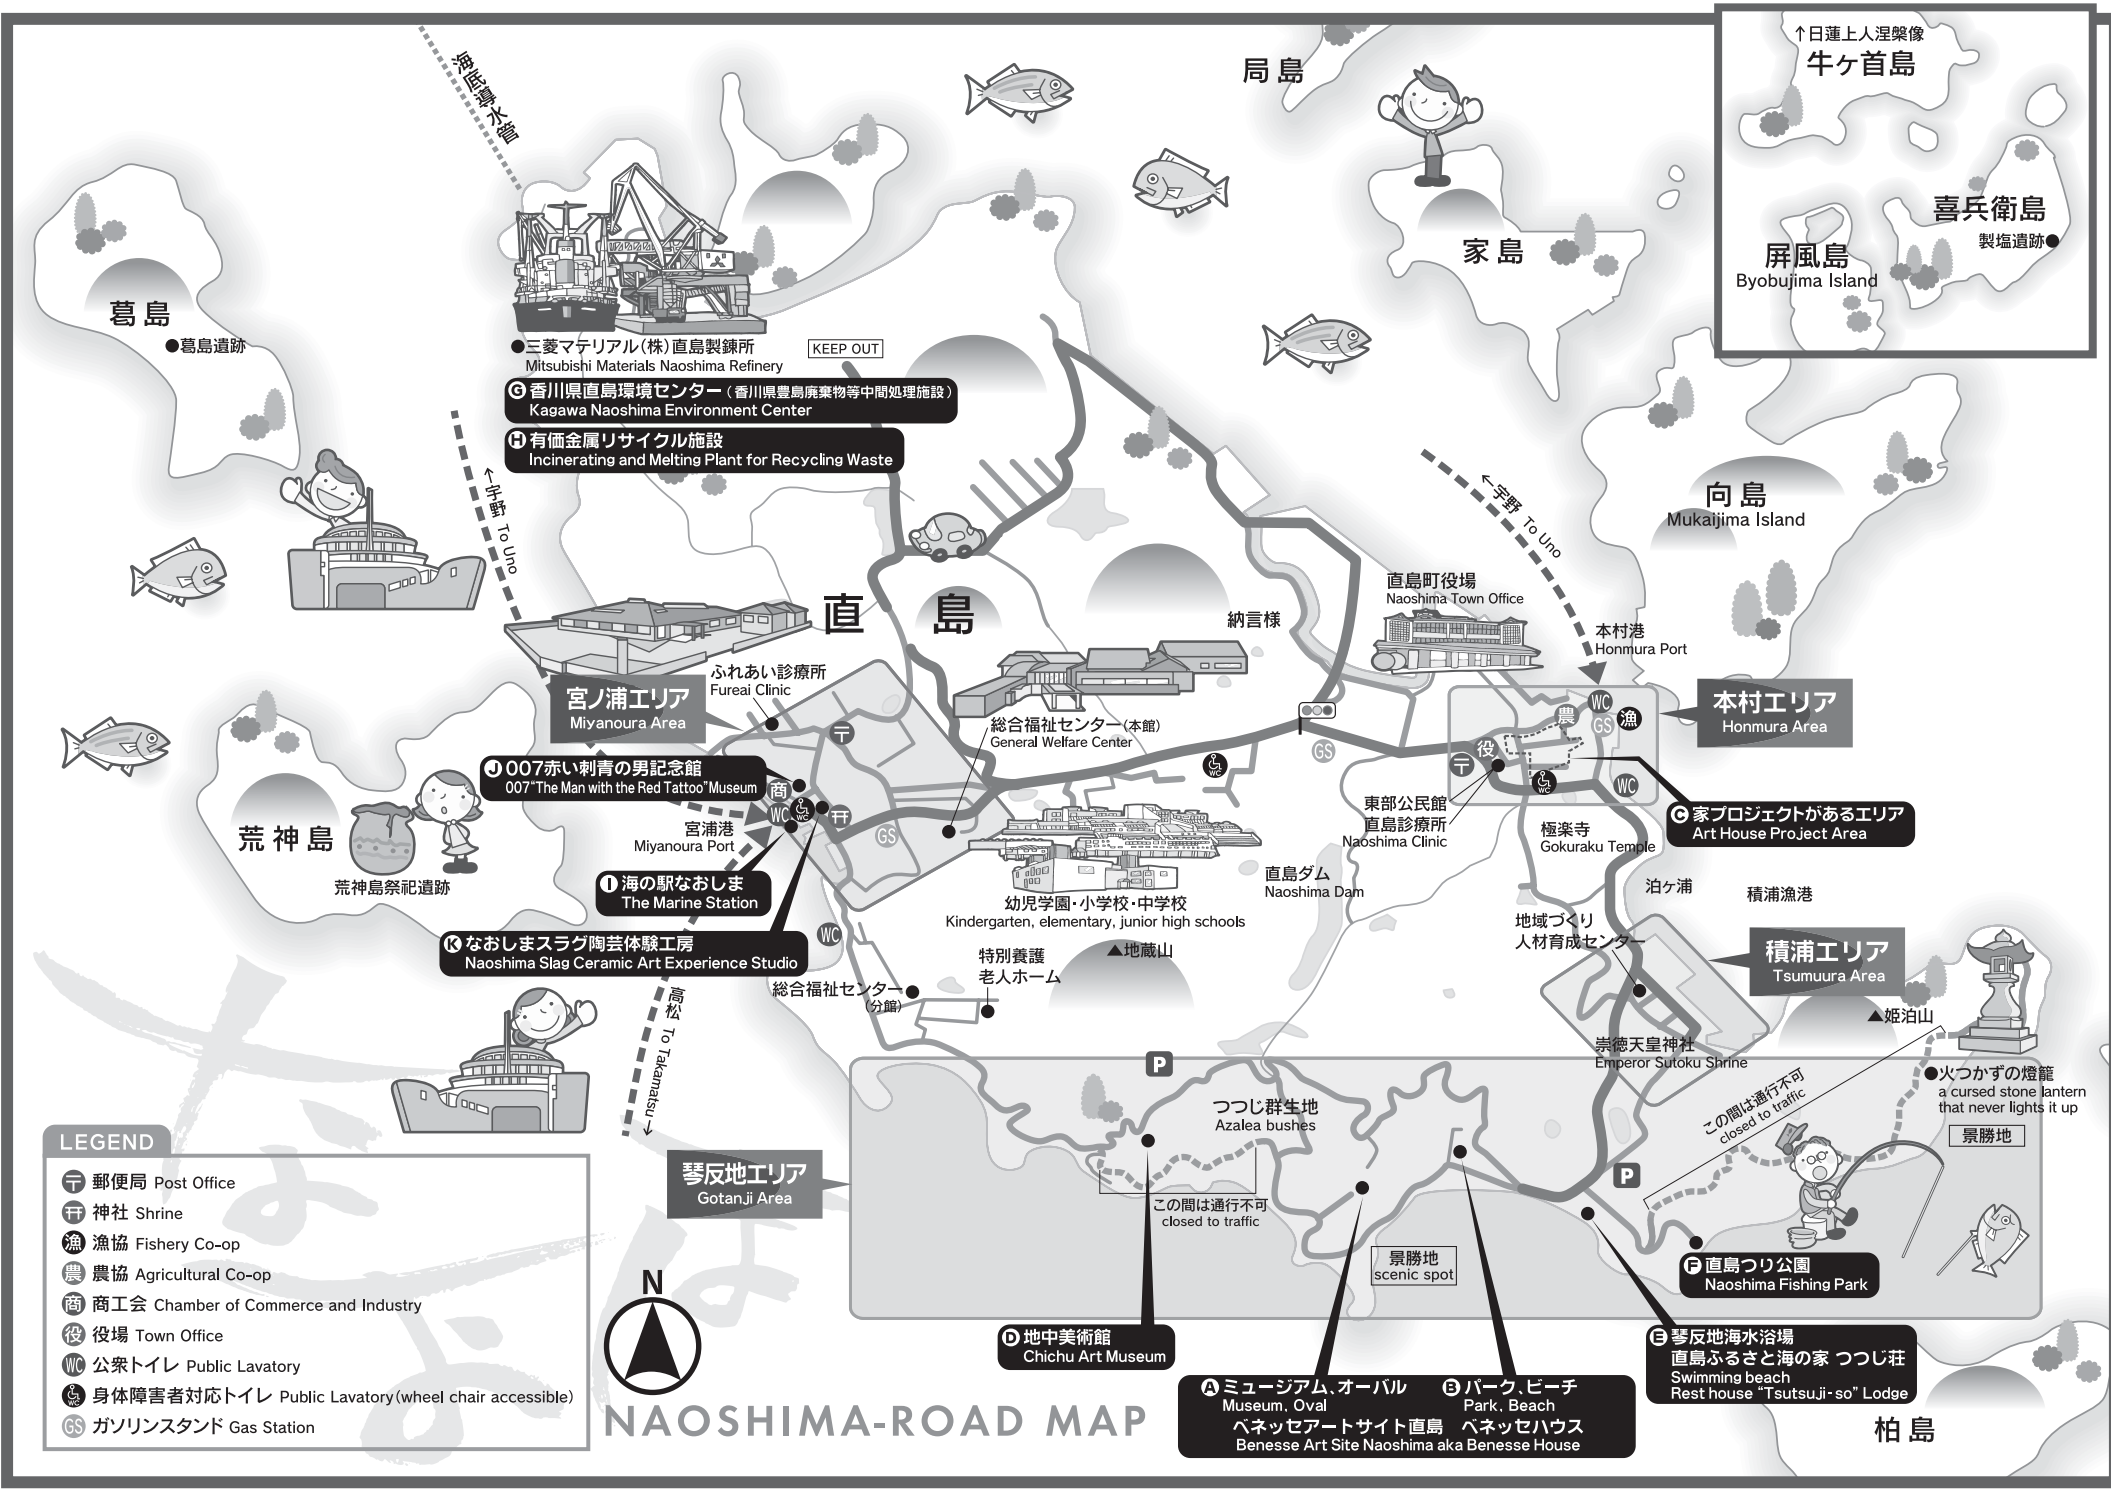 海底導水管
局島
↑日蓮上人涅槃像
牛ヶ首島
喜兵衛島
製塩遺跡●
屏風島
Byobujima Island
家島
葛島
●葛島遺跡
●三菱マテリアル(株)直島製錬所
Mitsubishi Materials Naoshima Refinery
KEEP OUT
G 香川県直島環境センター(香川県豊島廃棄物等中間処理施設)
Kagawa Naoshima Environment Center
H 有価金属リサイクル施設
Incinerating and Melting Plant for Recycling Waste
←宇野 To Uno
←宇野 To Uno
向島
Mukaijima Island
直島
納言様
直島町役場
Naoshima Town Office
本村港
Honmura Port
ふれあい診療所
Fureai Clinic
宮ノ浦エリア
Miyanoura Area
本村エリア
Honmura Area
総合福祉センター(本館)
General Welfare Center
〒
農
WC
GS
漁
役
〒
WC
WC
GS
WC
J 007赤い刺青の男記念館
007“The Man with the Red Tattoo”Museum
商
WC
WC
GS
宮浦港
Miyanoura Port
荒神島
荒神島祭祀遺跡
東部公民館
直島診療所
Naoshima Clinic
極楽寺
Gokuraku Temple
C 家プロジェクトがあるエリア
Art House Project Area
I 海の駅なおしま
The Marine Station
K なおしまスラグ陶芸体験工房
Naoshima Slag Ceramic Art Experience Studio
WC
幼児学園・小学校・中学校
Kindergarten, elementary, junior high schools
直島ダム
Naoshima Dam
▲地蔵山
泊ヶ浦
積浦漁港
地域づくり
人材育成センター
積浦エリア
Tsumuura Area
▲姫泊山
特別養護
老人ホーム
総合福祉センター
(分館)
高松 To Takamatsu→
崇徳天皇神社
Emperor Sutoku Shrine
●火つかずの燈籠
a cursed stone lantern
that never lights it up
景勝地
この間は通行不可
closed to traffic
P
P
つつじ群生地
Azalea bushes
琴反地エリア
Gotanji Area
この間は通行不可
closed to traffic
景勝地
scenic spot
F 直島つり公園
Naoshima Fishing Park
D 地中美術館
Chichu Art Museum
A ミュージアム、オーバル
Museum, Oval
B パーク、ビーチ
Park, Beach
ベネッセアートサイト直島 ベネッセハウス
Benesse Art Site Naoshima aka Benesse House
E 琴反地海水浴場
直島ふるさと海の家 つつじ荘
Swimming beach
Rest house “Tsutsuji-so” Lodge
柏島
LEGEND
〒 郵便局 Post Office
神社 Shrine
漁 漁協 Fishery Co-op
農 農協 Agricultural Co-op
商 商工会 Chamber of Commerce and Industry
役 役場 Town Office
WC 公衆トイレ Public Lavatory
WC 身体障害者対応トイレ Public Lavatory(wheel chair accessible)
GS ガソリンスタンド Gas Station
N
NAOSHIMA-ROAD MAP